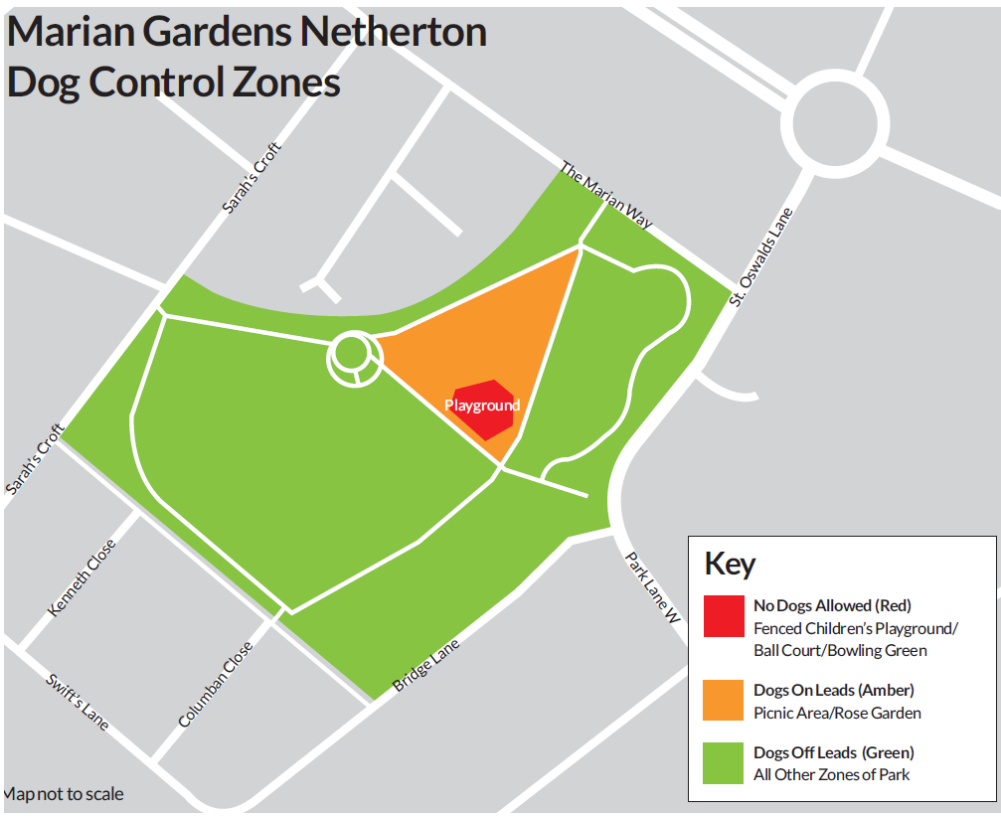 Marian Gardens Netherton
Dog Control Zones
Sarah's Croft
The Marian Way
St. Oswalds Lane
Playground
Sarah's Croft
Kenneth Close
Columban Close
Swift's Lane
Bridge Lane
Park Lane W
Key
No Dogs Allowed (Red)
Fenced Children's Playground/
Ball Court/Bowling Green
Dogs On Leads (Amber)
Picnic Area/Rose Garden
Dogs Off Leads (Green)
All Other Zones of Park
Map not to scale